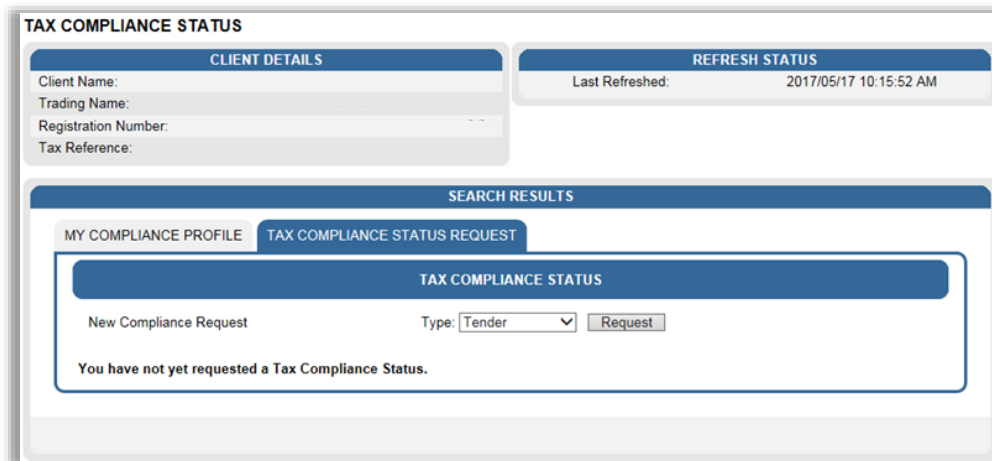 TAX COMPLIANCE STATUS
CLIENT DETAILS
Client Name:
Trading Name:
Registration Number:
Tax Reference:
REFRESH STATUS
Last Refreshed: 2017/05/17 10:15:52 AM
SEARCH RESULTS
MY COMPLIANCE PROFILE TAX COMPLIANCE STATUS REQUEST
TAX COMPLIANCE STATUS
New Compliance Request Type: Tender Request
You have not yet requested a Tax Compliance Status.